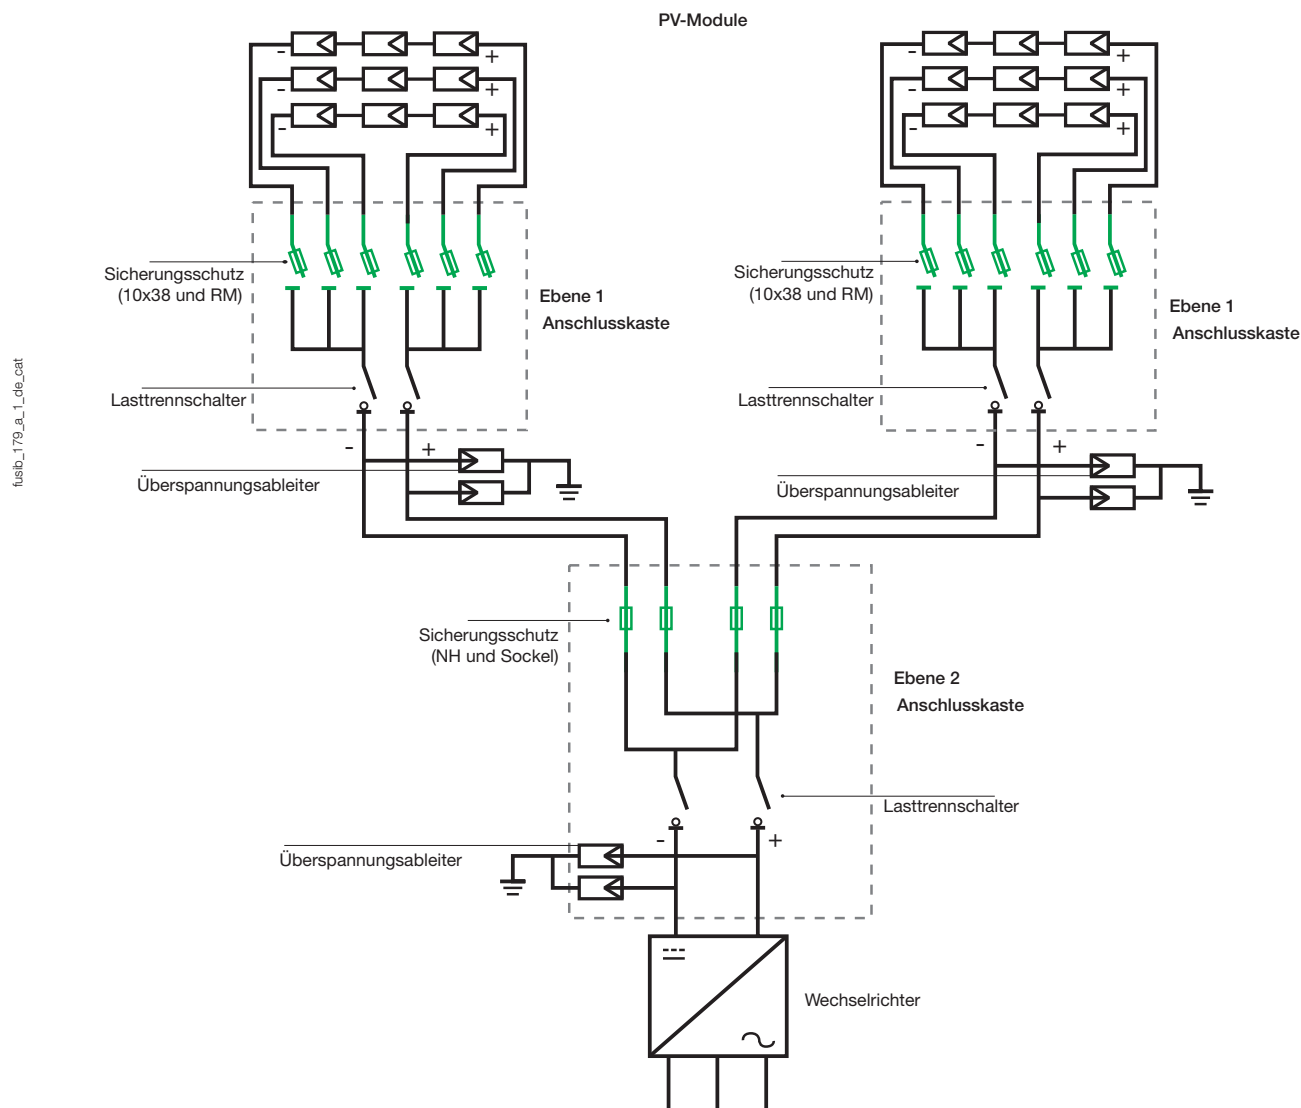 PV-Module
- +
- +
- +
- +
- +
- +
Sicherungsschutz
(10x38 und RM)
Ebene 1
Anschlusskaste
Sicherungsschutz
(10x38 und RM)
Ebene 1
Anschlusskaste
Lasttrennschalter
Lasttrennschalter
- +
- +
Überspannungsableiter
Überspannungsableiter
fusib_179_a_1_de_cat
Sicherungsschutz
(NH und Sockel)
Ebene 2
Anschlusskaste
Lasttrennschalter
- +
Überspannungsableiter
Wechselrichter